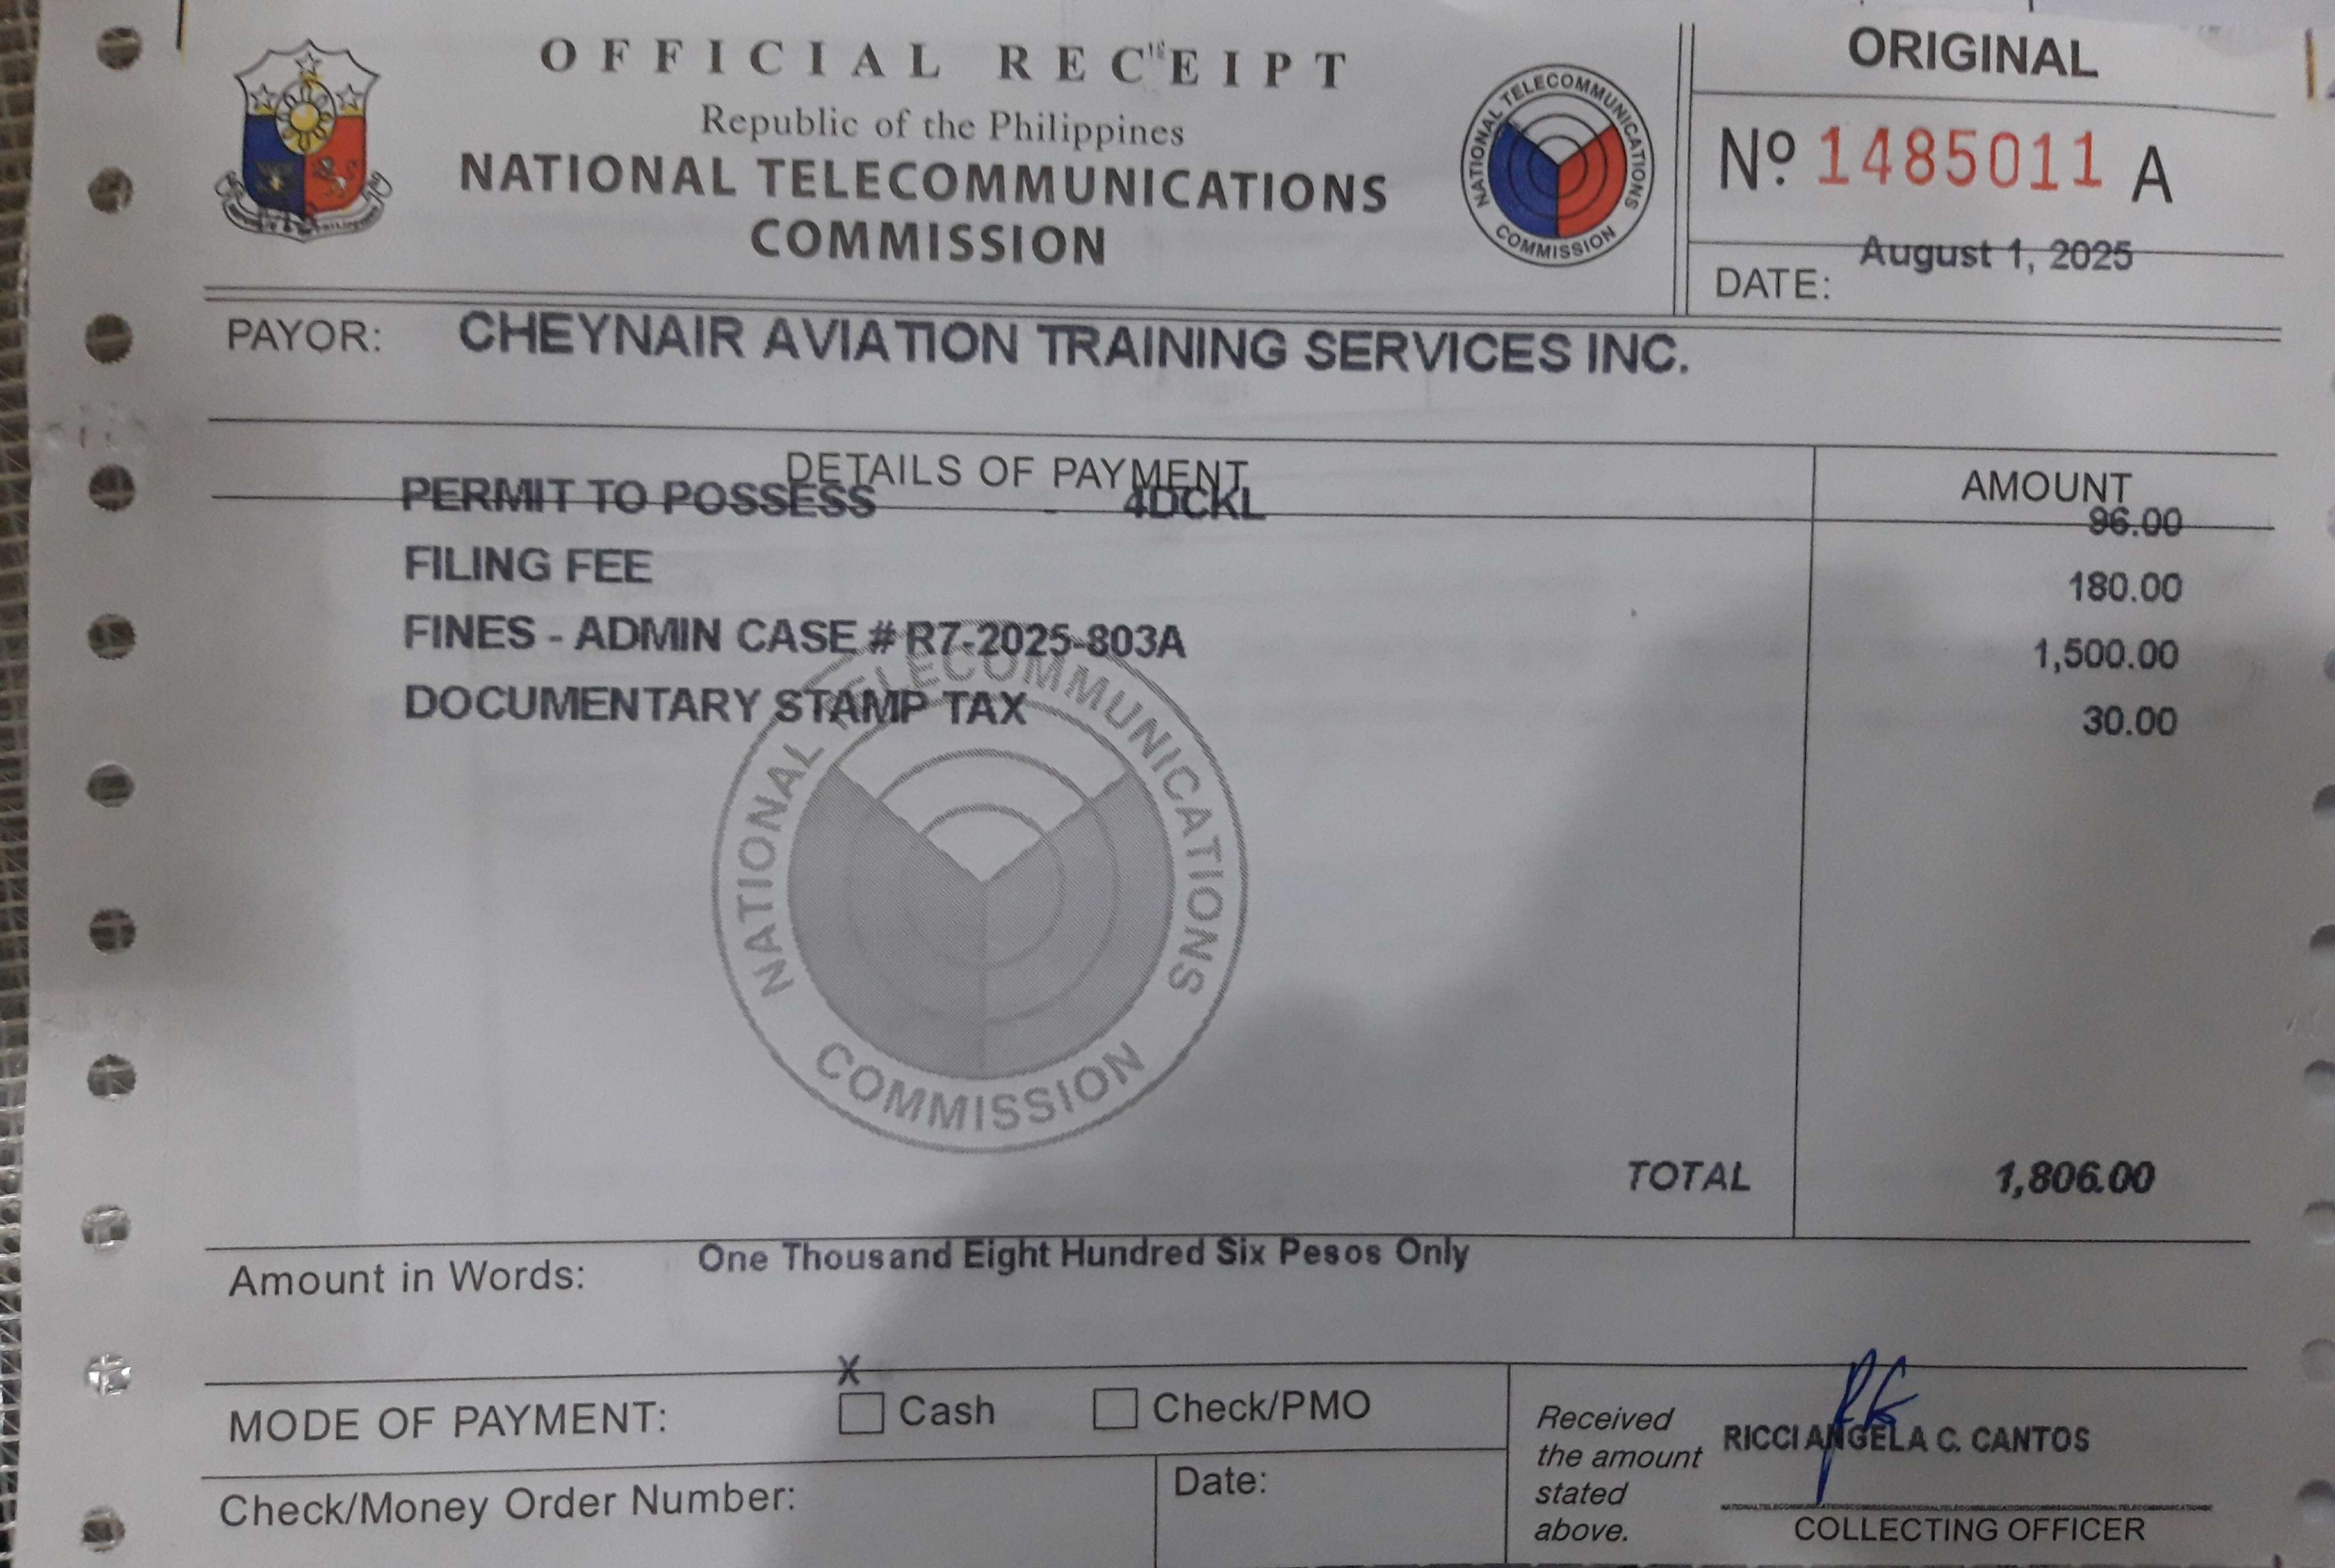 OFFICIAL RECEIPT
Republic of the Philippines
NATIONAL TELECOMMUNICATIONS
COMMISSION
NATIONAL TELECOMMUNICATIONS COMMISSION
ORIGINAL
Nº 1485011 A
DATE: August 1, 2025
PAYOR: CHEYNAIR AVIATION TRAINING SERVICES INC.
DETAILS OF PAYMENT AMOUNT
PERMIT TO POSSESS - 4DCKL 96.00
FILING FEE 180.00
FINES - ADMIN CASE # R7-2025-803A 1,500.00
DOCUMENTARY STAMP TAX 30.00
NATIONAL TELECOMMUNICATIONS COMMISSION
TOTAL 1,806.00
Amount in Words: One Thousand Eight Hundred Six Pesos Only
MODE OF PAYMENT: X Cash Check/PMO
Check/Money Order Number: Date:
Received
the amount
stated
above.
RICCI ANGELA C. CANTOS
COLLECTING OFFICER